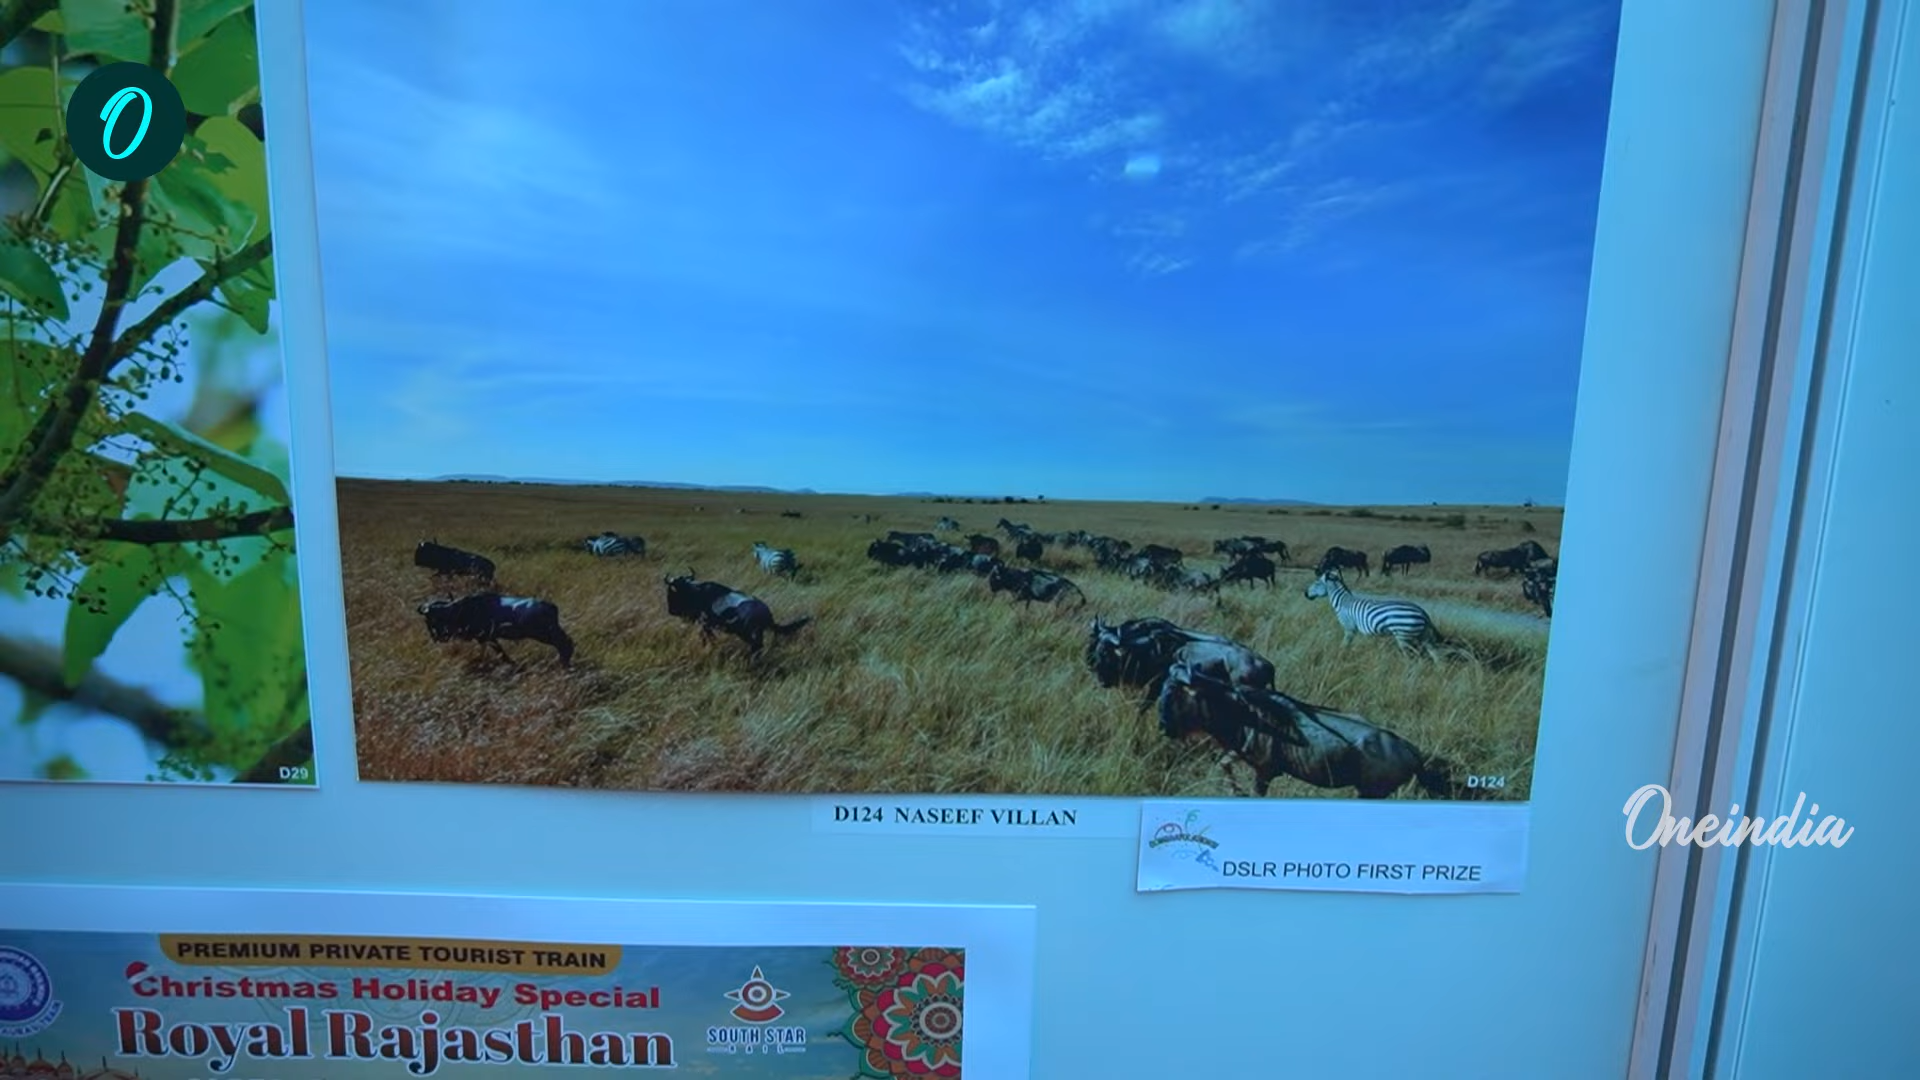 O
D29
D124
D124 NASEEF VILLAN
DSLR PH0TO FIRST PRIZE
Oneindia
PREMIUM PRIVATE TOURIST TRAIN
Christmas Holiday Special
Royal Rajasthan
SOUTH STAR
RAIL